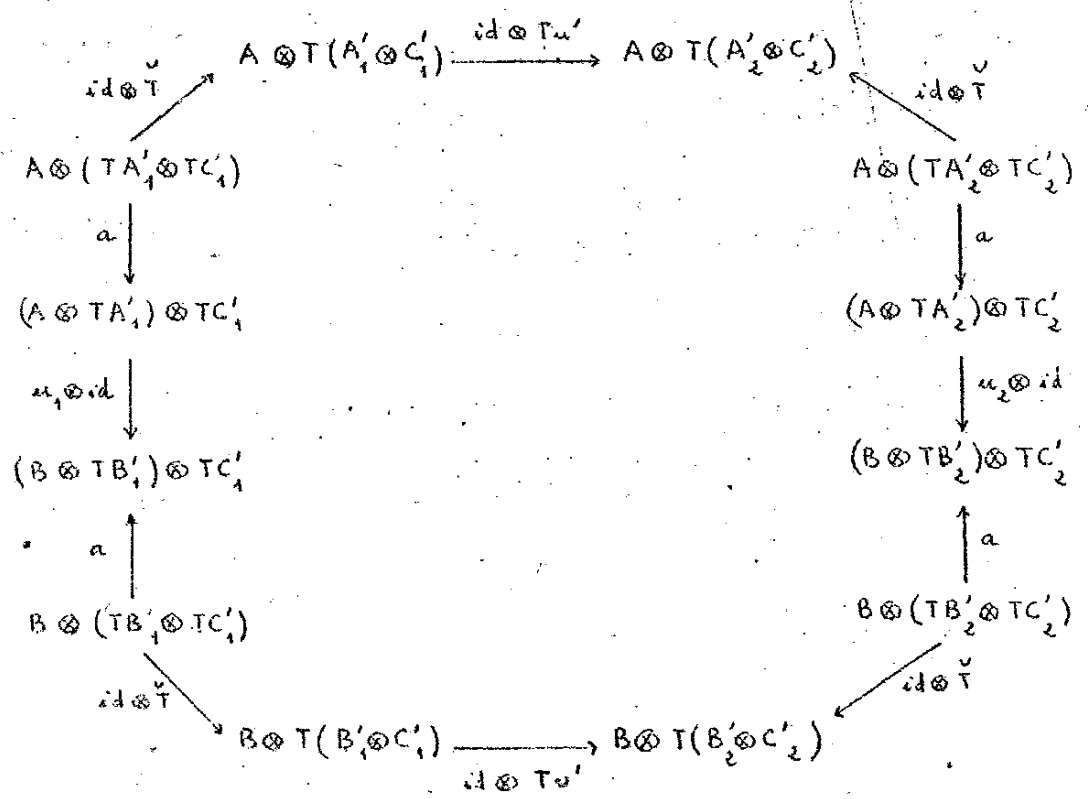 A ⊗ T(A'₁ ⊗ C'₁) id ⊗ Tu' A ⊗ T(A'₂ ⊗ C'₂)
id ⊗ Ť id ⊗ Ť
A ⊗ (TA'₁ ⊗ TC'₁) A ⊗ (TA'₂ ⊗ TC'₂)
a a
(A ⊗ TA'₁) ⊗ TC'₁ (A ⊗ TA'₂) ⊗ TC'₂
u₁ ⊗ id u₂ ⊗ id
(B ⊗ TB'₁) ⊗ TC'₁ (B ⊗ TB'₂) ⊗ TC'₂
a a
B ⊗ (TB'₁ ⊗ TC'₁) B ⊗ (TB'₂ ⊗ TC'₂)
id ⊗ Ť id ⊗ Ť
B ⊗ T(B'₁ ⊗ C'₁) B ⊗ T(B'₂ ⊗ C'₂)
id ⊗ Tv'